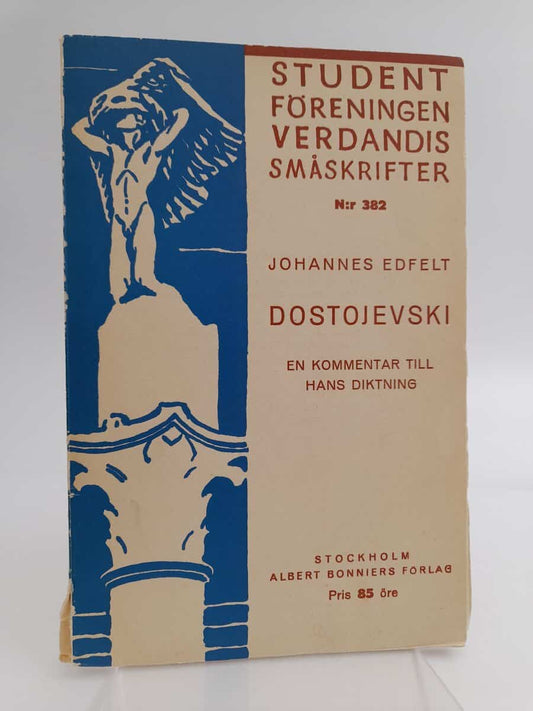 STUDENT
FÖRENINGEN
VERDANDIS
SMÅSKRIFTER
N:r 382
JOHANNES EDFELT
DOSTOJEVSKI
EN KOMMENTAR TILL
HANS DIKTNING
STOCKHOLM
ALBERT BONNIERS FÖRLAG
Pris 85 öre